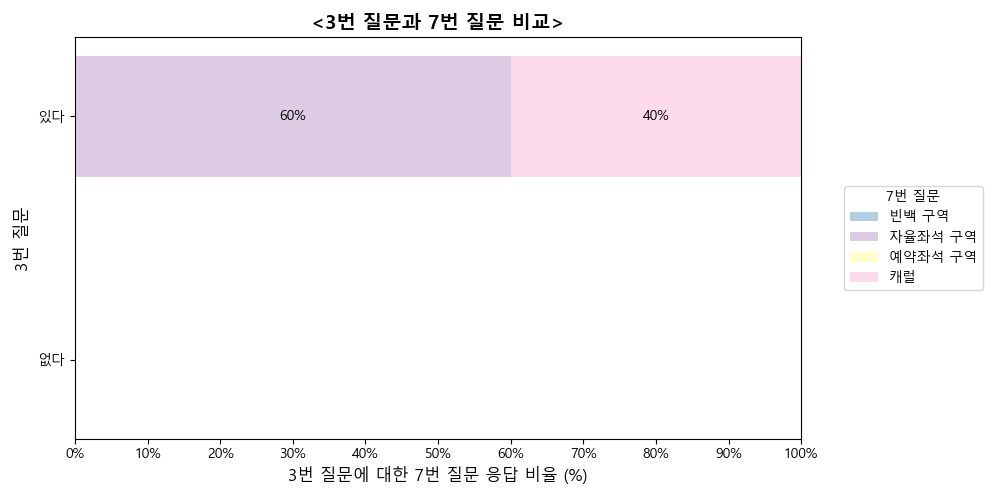 <3번 질문과 7번 질문 비교>
있다
60%
40%
3번 질문
없다
7번 질문
빈백 구역
자율좌석 구역
예약좌석 구역
캐럴
0% 10% 20% 30% 40% 50% 60% 70% 80% 90% 100%
3번 질문에 대한 7번 질문 응답 비율 (%)